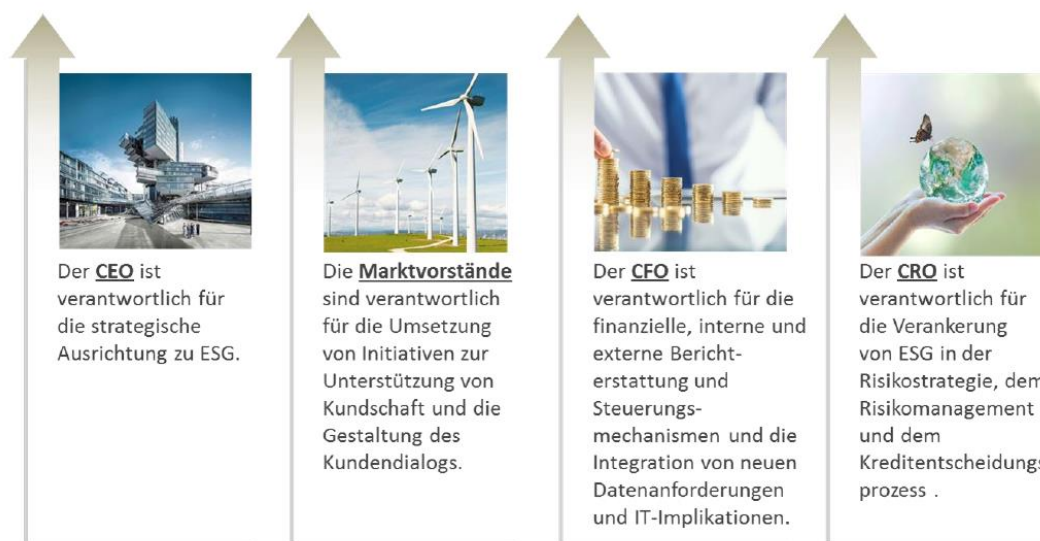 Der CEO ist
verantwortlich für
die strategische
Ausrichtung zu ESG.
Die Marktvorstände
sind verantwortlich
für die Umsetzung
von Initiativen zur
Unterstützung von
Kundschaft und die
Gestaltung des
Kundendialogs.
Der CFO ist
verantwortlich für die
finanzielle, interne und
externe Bericht-
erstattung und
Steuerungs-
mechanismen und die
Integration von neuen
Datenanforderungen
und IT-Implikationen.
Der CRO ist
verantwortlich für
die Verankerung
von ESG in der
Risikostrategie, dem
Risikomanagement
und dem
Kreditentscheidungs
prozess .